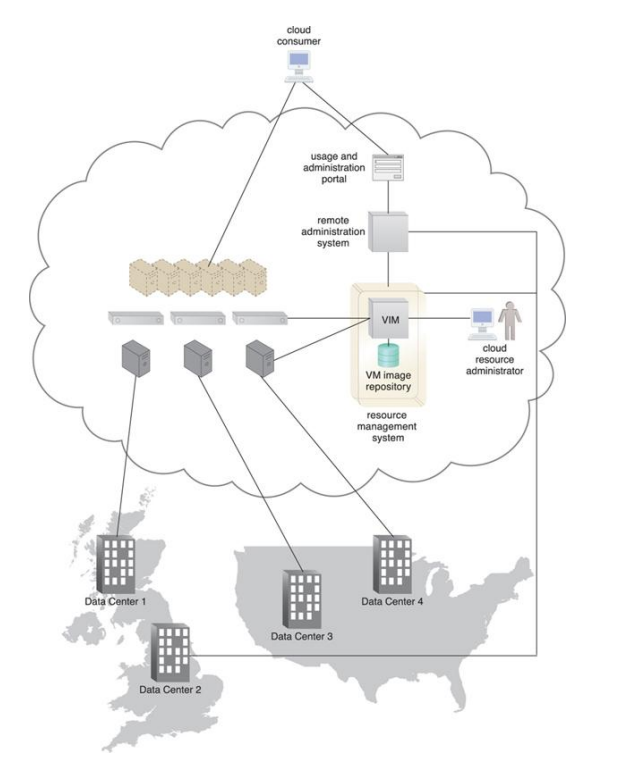 cloud
consumer
usage and
administration
portal
remote
administration
system
VIM
VM image
repository
cloud
resource
administrator
resource
management
system
Data Center 1
Data Center 4
Data Center 3
Data Center 2